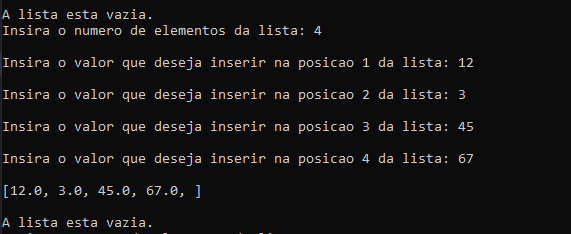 A lista esta vazia.
Insira o numero de elementos da lista: 4
Insira o valor que deseja inserir na posicao 1 da lista: 12
Insira o valor que deseja inserir na posicao 2 da lista: 3
Insira o valor que deseja inserir na posicao 3 da lista: 45
Insira o valor que deseja inserir na posicao 4 da lista: 67
[12.0, 3.0, 45.0, 67.0, ]
A lista esta vazia.